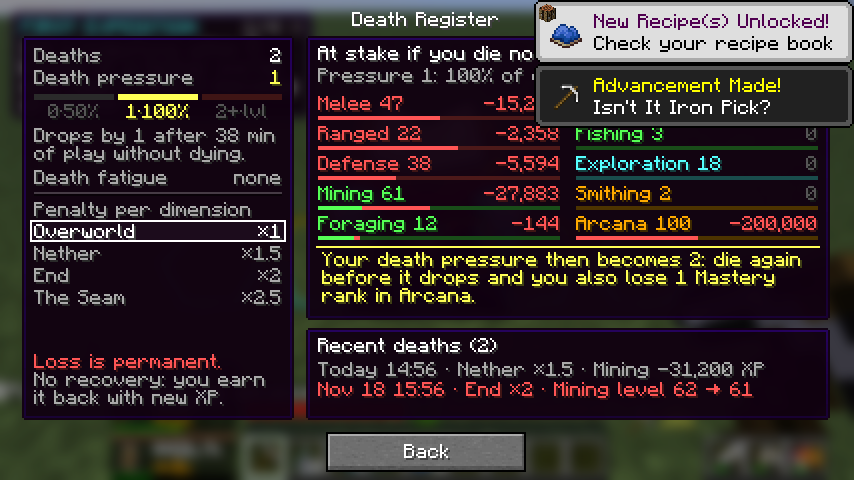 Death Register
New Recipe(s) Unlocked!
Check your recipe book
Advancement Made!
Isn't It Iron Pick?
Deaths 2
Death pressure 1
0·50% 1·100% 2+·lvl
Drops by 1 after 38 min
of play without dying.
Death fatigue none
Penalty per dimension
Overworld ×1
Nether ×1.5
End ×2
The Seam ×2.5
Loss is permanent.
No recovery: you earn
it back with new XP.
At stake if you die
Pressure 1: 100% of
Melee 47
Ranged 22 -2,358
Defense 38 -5,594
Mining 61 -27,883
Foraging 12 -144
Fishing 3 0
Exploration 18 0
Smithing 2 0
Arcana 100 -200,000
Your death pressure then becomes 2: die again
before it drops and you also lose 1 Mastery
rank in Arcana.
Recent deaths (2)
Today 14:56 · Nether ×1.5 · Mining -31,200 XP
Nov 18 15:56 · End ×2 · Mining level 62 → 61
Back